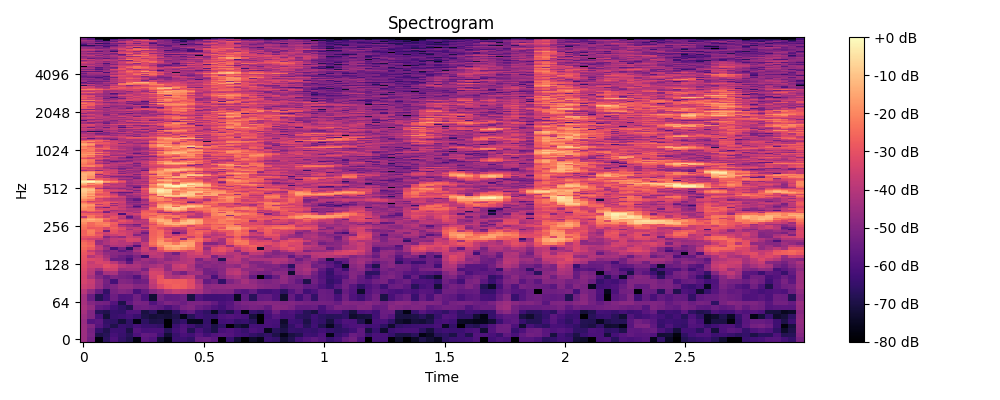 Spectrogram
Hz
4096
2048
1024
512
256
128
64
0
0
0.5
1
1.5
2
2.5
Time
+0 dB
-10 dB
-20 dB
-30 dB
-40 dB
-50 dB
-60 dB
-70 dB
-80 dB